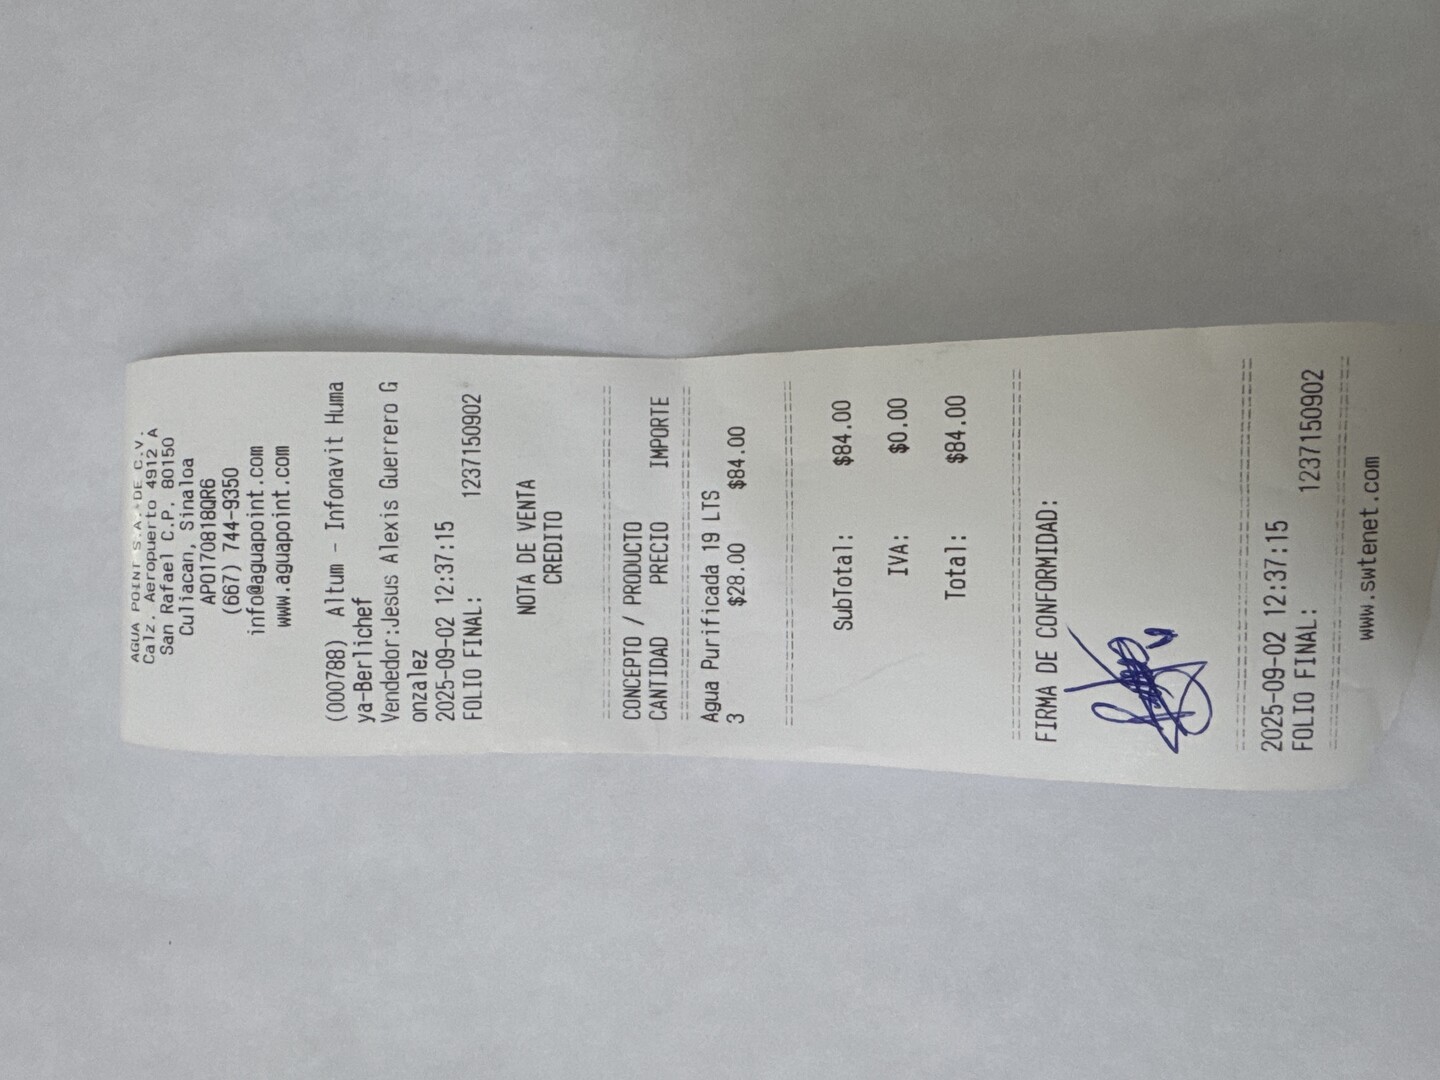 AGUA POINT S.A. DE C.V.
Calz. Aeropuerto 4912 A
San Rafael C.P. 80150
Culiacan, Sinaloa
APO170818QR6
(667) 744-9350
info@aguapoint.com
www.aguapoint.com
(000788) Altum - Infonavit Huma
ya-Berlichef
Vendedor:Jesus Alexis Guerrero G
onzalez
2025-09-02 12:37:15
FOLIO FINAL: 1237150902
NOTA DE VENTA
CREDITO
================================
CONCEPTO / PRODUCTO
CANTIDAD PRECIO IMPORTE
================================
Agua Purificada 19 LTS
3 $28.00 $84.00
================================
SubTotal: $84.00
IVA: $0.00
Total: $84.00
================================
FIRMA DE CONFORMIDAD:
================================
2025-09-02 12:37:15
FOLIO FINAL: 1237150902
================================
www.swtenet.com